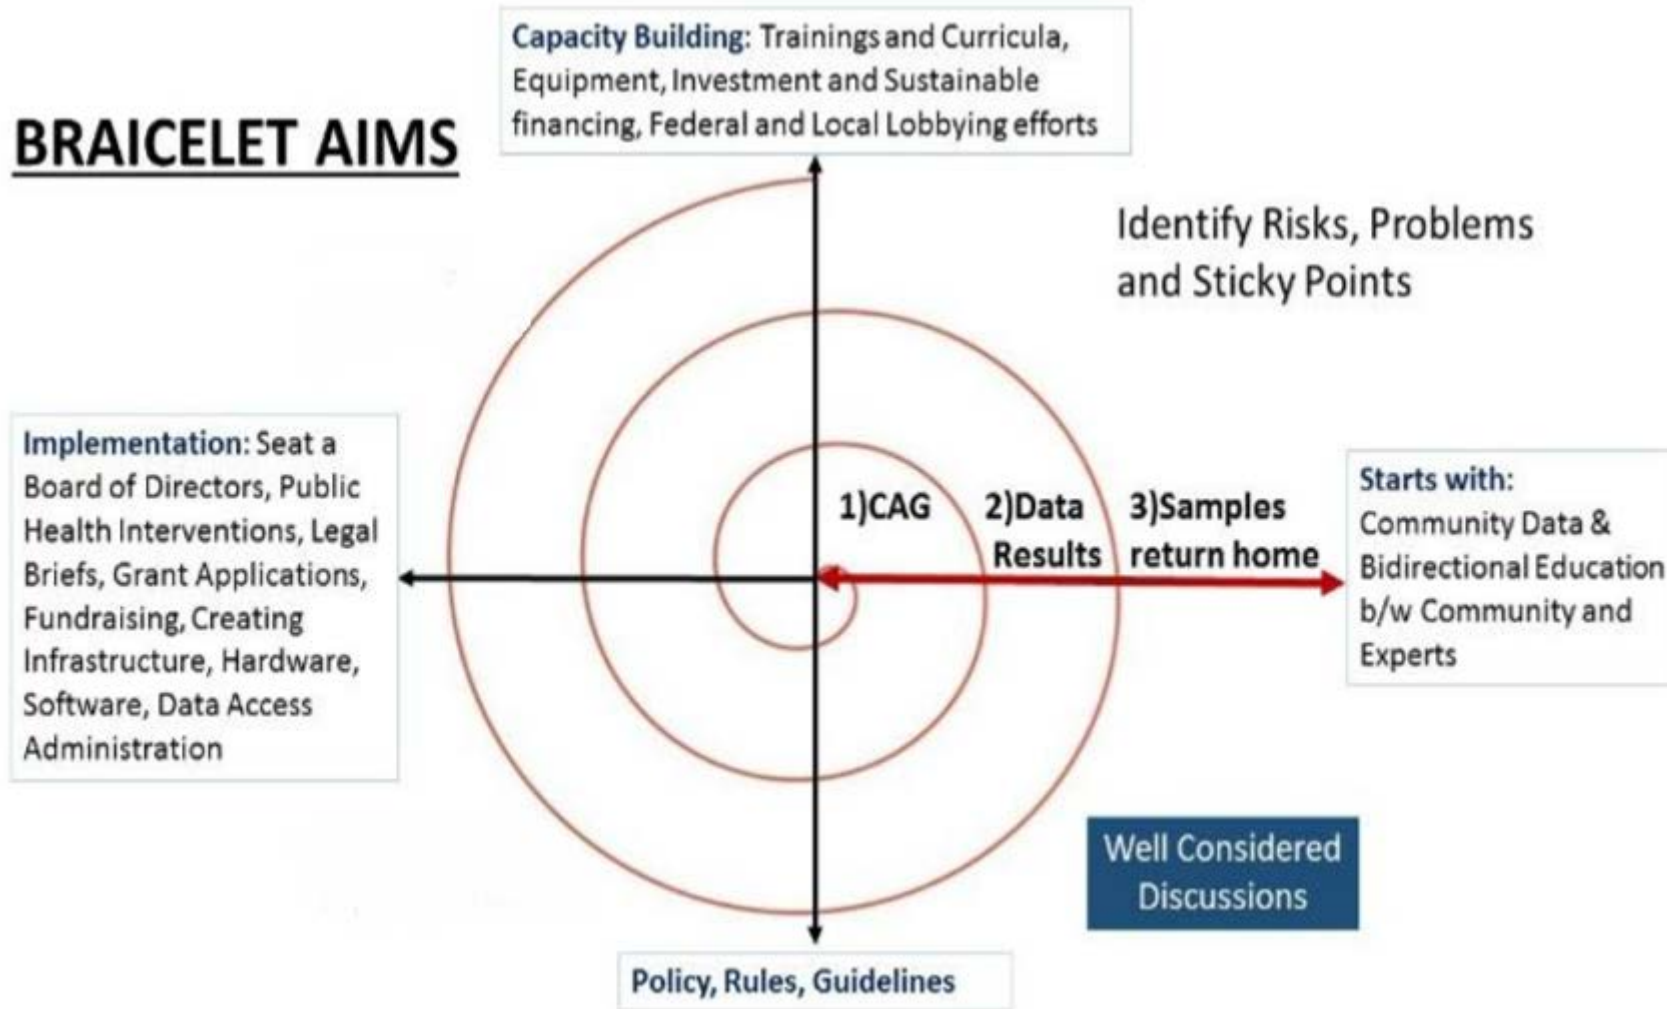 BRAICELET AIMS
Capacity Building: Trainings and Curricula,
Equipment, Investment and Sustainable
financing, Federal and Local Lobbying efforts
Identify Risks, Problems
and Sticky Points
Implementation: Seat a
Board of Directors, Public
Health Interventions, Legal
Briefs, Grant Applications,
Fundraising, Creating
Infrastructure, Hardware,
Software, Data Access
Administration
1)CAG
2)Data
Results
3)Samples
return home
Starts with:
Community Data &
Bidirectional Education
b/w Community and
Experts
Well Considered
Discussions
Policy, Rules, Guidelines